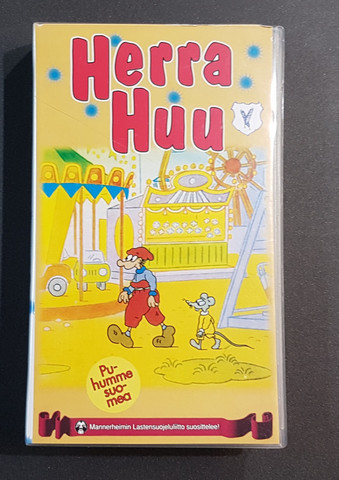 Herra
Huu
Y
Pu-
humme
suo-
mea
Mannerheimin Lastensuojeluliitto suosittelee!